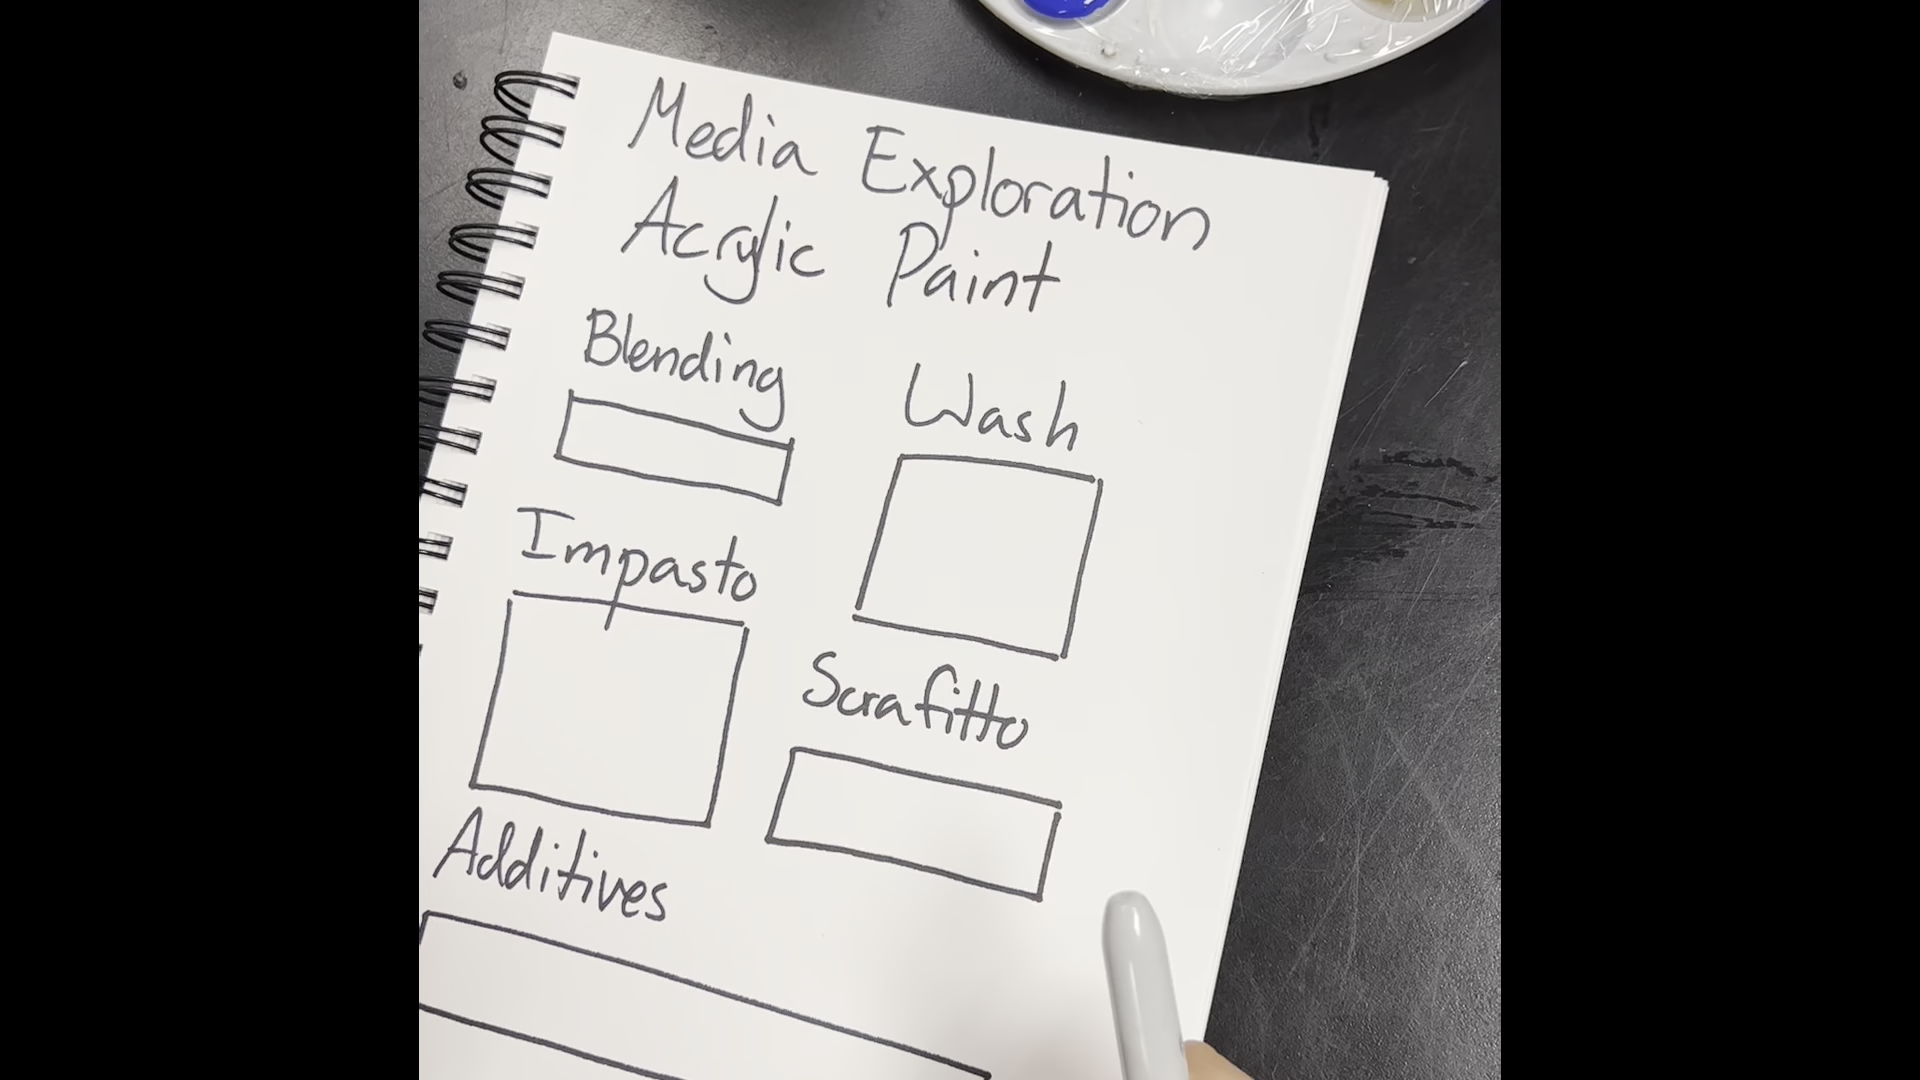 Media Exploration
Acrylic Paint
Blending
Wash
Impasto
Scrafitto
Additives